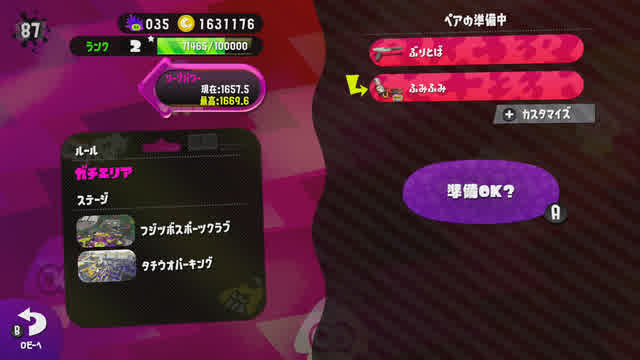 87
035
1631176
ランク
2
71465/100000
リーグパワー
現在:1657.5
最高:1669.6
ルール
ガチエリア
ステージ
フジツボスポーツクラブ
タチウオパーキング
B
ロビーへ
ペアの準備中
ぷりとば
ふみふみ
+ カスタマイズ
準備OK?
A